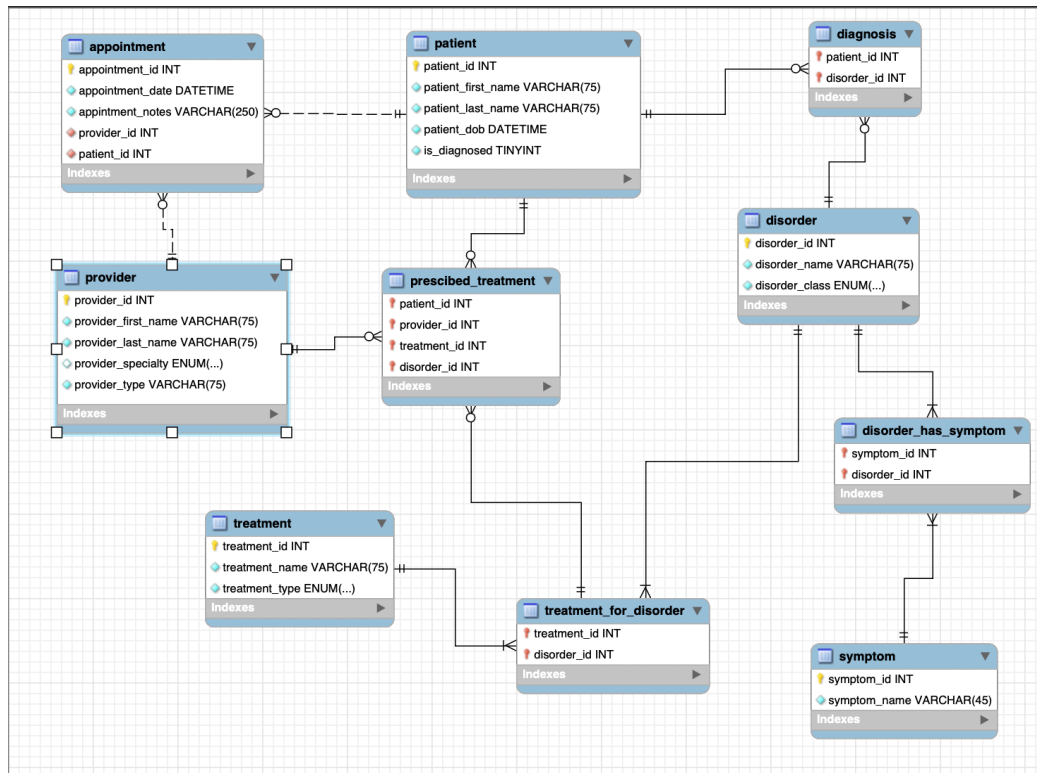 appointment
appointment_id INT
appointment_date DATETIME
appointment_notes VARCHAR(250)
provider_id INT
patient_id INT
Indexes
patient
patient_id INT
patient_first_name VARCHAR(75)
patient_last_name VARCHAR(75)
patient_dob DATETIME
is_diagnosed TINYINT
Indexes
diagnosis
patient_id INT
disorder_id INT
Indexes
provider
provider_id INT
provider_first_name VARCHAR(75)
provider_last_name VARCHAR(75)
provider_specialty ENUM(...)
provider_type VARCHAR(75)
Indexes
prescibed_treatment
patient_id INT
provider_id INT
treatment_id INT
disorder_id INT
Indexes
disorder
disorder_id INT
disorder_name VARCHAR(75)
disorder_class ENUM(...)
Indexes
disorder_has_symptom
symptom_id INT
disorder_id INT
Indexes
treatment
treatment_id INT
treatment_name VARCHAR(75)
treatment_type ENUM(...)
Indexes
treatment_for_disorder
treatment_id INT
disorder_id INT
Indexes
symptom
symptom_id INT
symptom_name VARCHAR(45)
Indexes